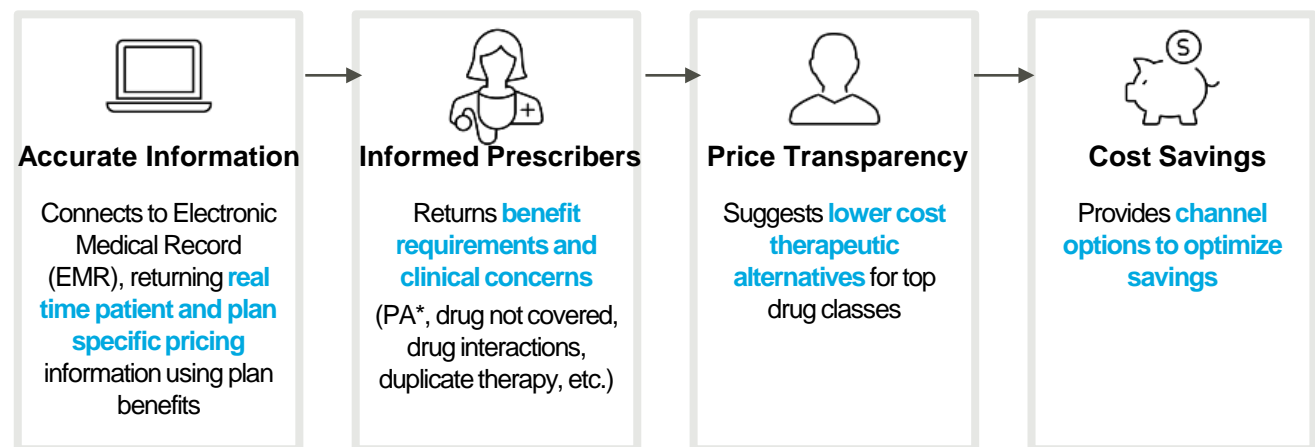 Accurate Information
Connects to Electronic
Medical Record
(EMR), returning real
time patient and plan
specific pricing
information using plan
benefits
Informed Prescribers
Returns benefit
requirements and
clinical concerns
(PA*, drug not covered,
drug interactions,
duplicate therapy, etc.)
Price Transparency
Suggests lower cost
therapeutic
alternatives for top
drug classes
S
Cost Savings
Provides channel
options to optimize
savings